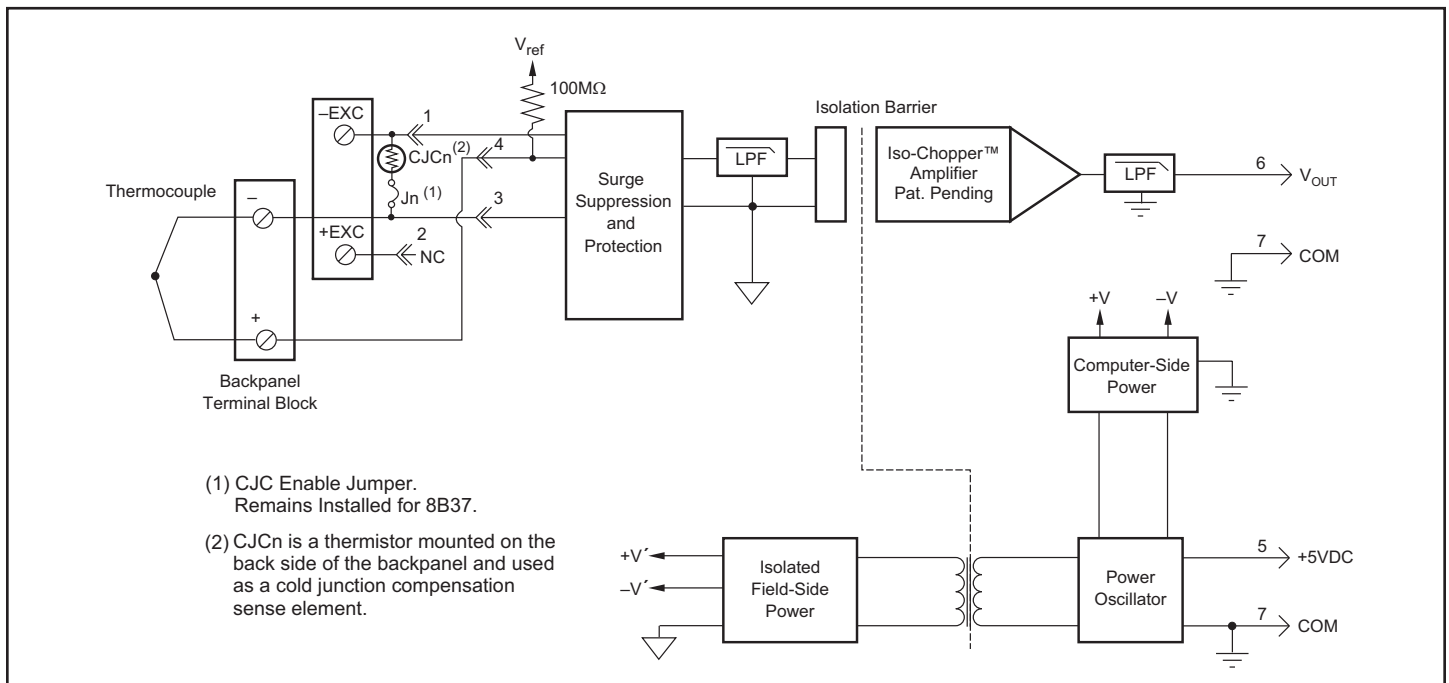 Vref
100MΩ
–EXC
1
CJCn(2)
4
Thermocouple
–
Jn (1)
3
+EXC
2
NC
+
Backpanel
Terminal Block
Surge
Suppression
and
Protection
LPF
Isolation Barrier
Iso-Chopper™
Amplifier
Pat. Pending
LPF
6
VOUT
7
COM
+V
–V
Computer-Side
Power
(1) CJC Enable Jumper.
Remains Installed for 8B37.
(2) CJCn is a thermistor mounted on the
back side of the backpanel and used
as a cold junction compensation
sense element.
+V´
–V´
Isolated
Field-Side
Power
Power
Oscillator
5
+5VDC
7
COM